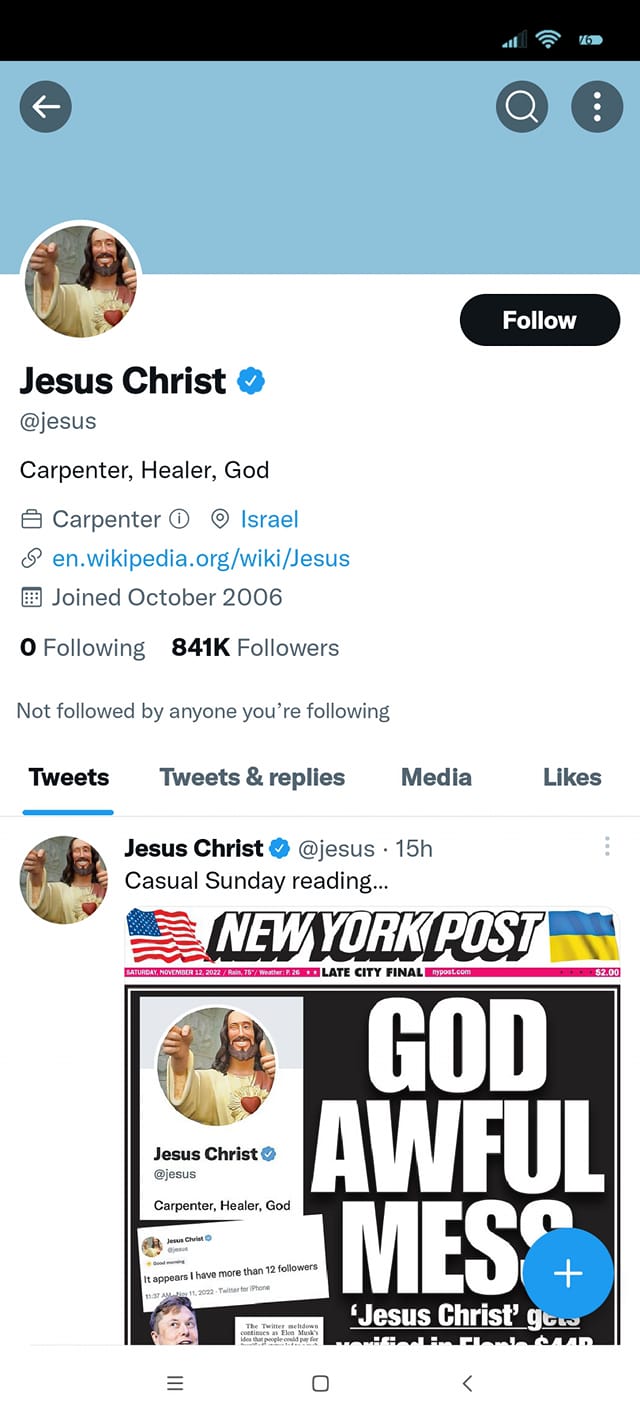 76
Follow
Jesus Christ
@jesus
Carpenter, Healer, God
Carpenter Israel
en.wikipedia.org/wiki/Jesus
Joined October 2006
0 Following 841K Followers
Not followed by anyone you’re following
Tweets Tweets & replies Media Likes
Jesus Christ @jesus · 15h
Casual Sunday reading...
NEW YORK POST
SATURDAY, NOVEMBER 12, 2022 / Rain, 75° / Weather: P. 26 ★★ LATE CITY FINAL nypost.com $2.00
GOD
AWFUL
MESS
Jesus Christ
@jesus
Carpenter, Healer, God
Jesus Christ
@jesus
Good morning
It appears I have more than 12 followers
11:37 AM · Nov 11, 2022 · Twitter for iPhone
‘Jesus Christ’ gets
verified in Elon's $44B
The Twitter meltdown
continues as Elon Musk's
idea that people could pay for